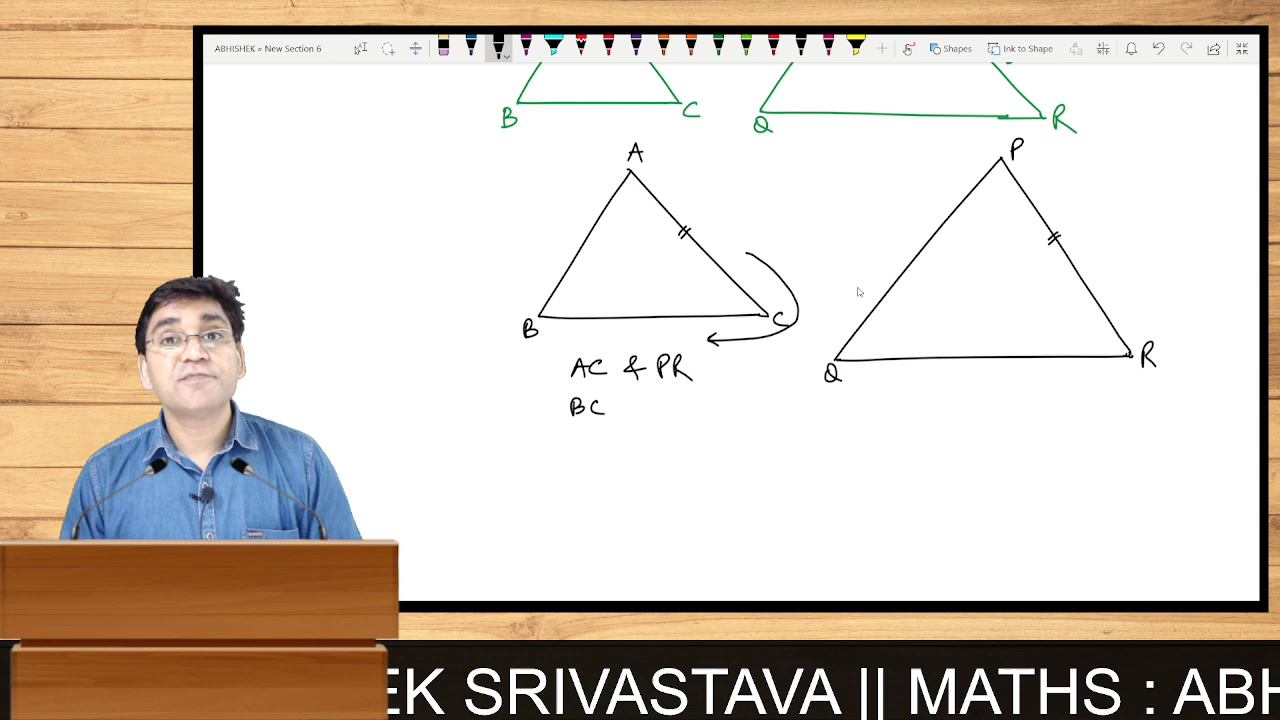 ABHISHEK » New Section 6
Shapes
Ink to Shape
B C Q R
A P
B C Q R
AC & PR
BC
EK SRIVASTAVA || MATHS : ABH